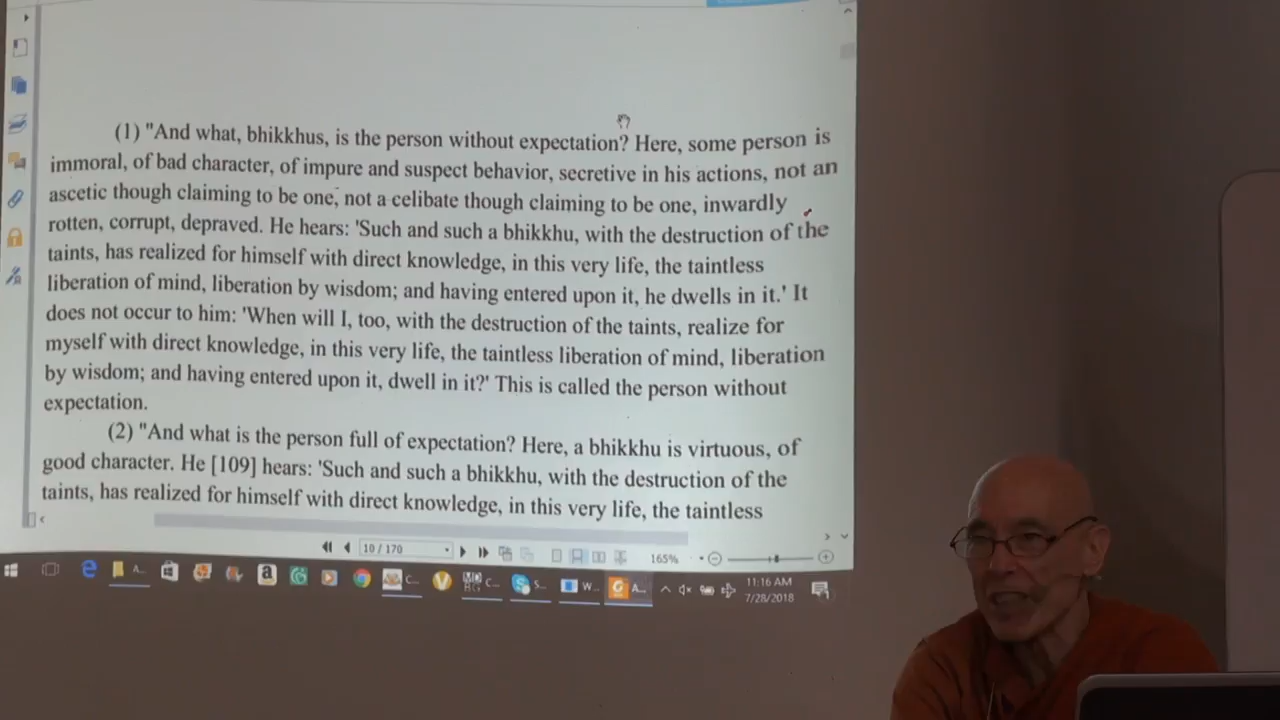 (1) "And what, bhikkhus, is the person without expectation? Here, some person is
immoral, of bad character, of impure and suspect behavior, secretive in his actions, not an
ascetic though claiming to be one, not a celibate though claiming to be one, inwardly
rotten, corrupt, depraved. He hears: 'Such and such a bhikkhu, with the destruction of the
taints, has realized for himself with direct knowledge, in this very life, the taintless
liberation of mind, liberation by wisdom; and having entered upon it, he dwells in it.' It
does not occur to him: 'When will I, too, with the destruction of the taints, realize for
myself with direct knowledge, in this very life, the taintless liberation of mind, liberation
by wisdom; and having entered upon it, dwell in it?' This is called the person without
expectation.
(2) "And what is the person full of expectation? Here, a bhikkhu is virtuous, of
good character. He [109] hears: 'Such and such a bhikkhu, with the destruction of the
taints, has realized for himself with direct knowledge, in this very life, the taintless
10 / 170
165%
A... C... C... S... W... A...
11:16 AM
7/28/2018